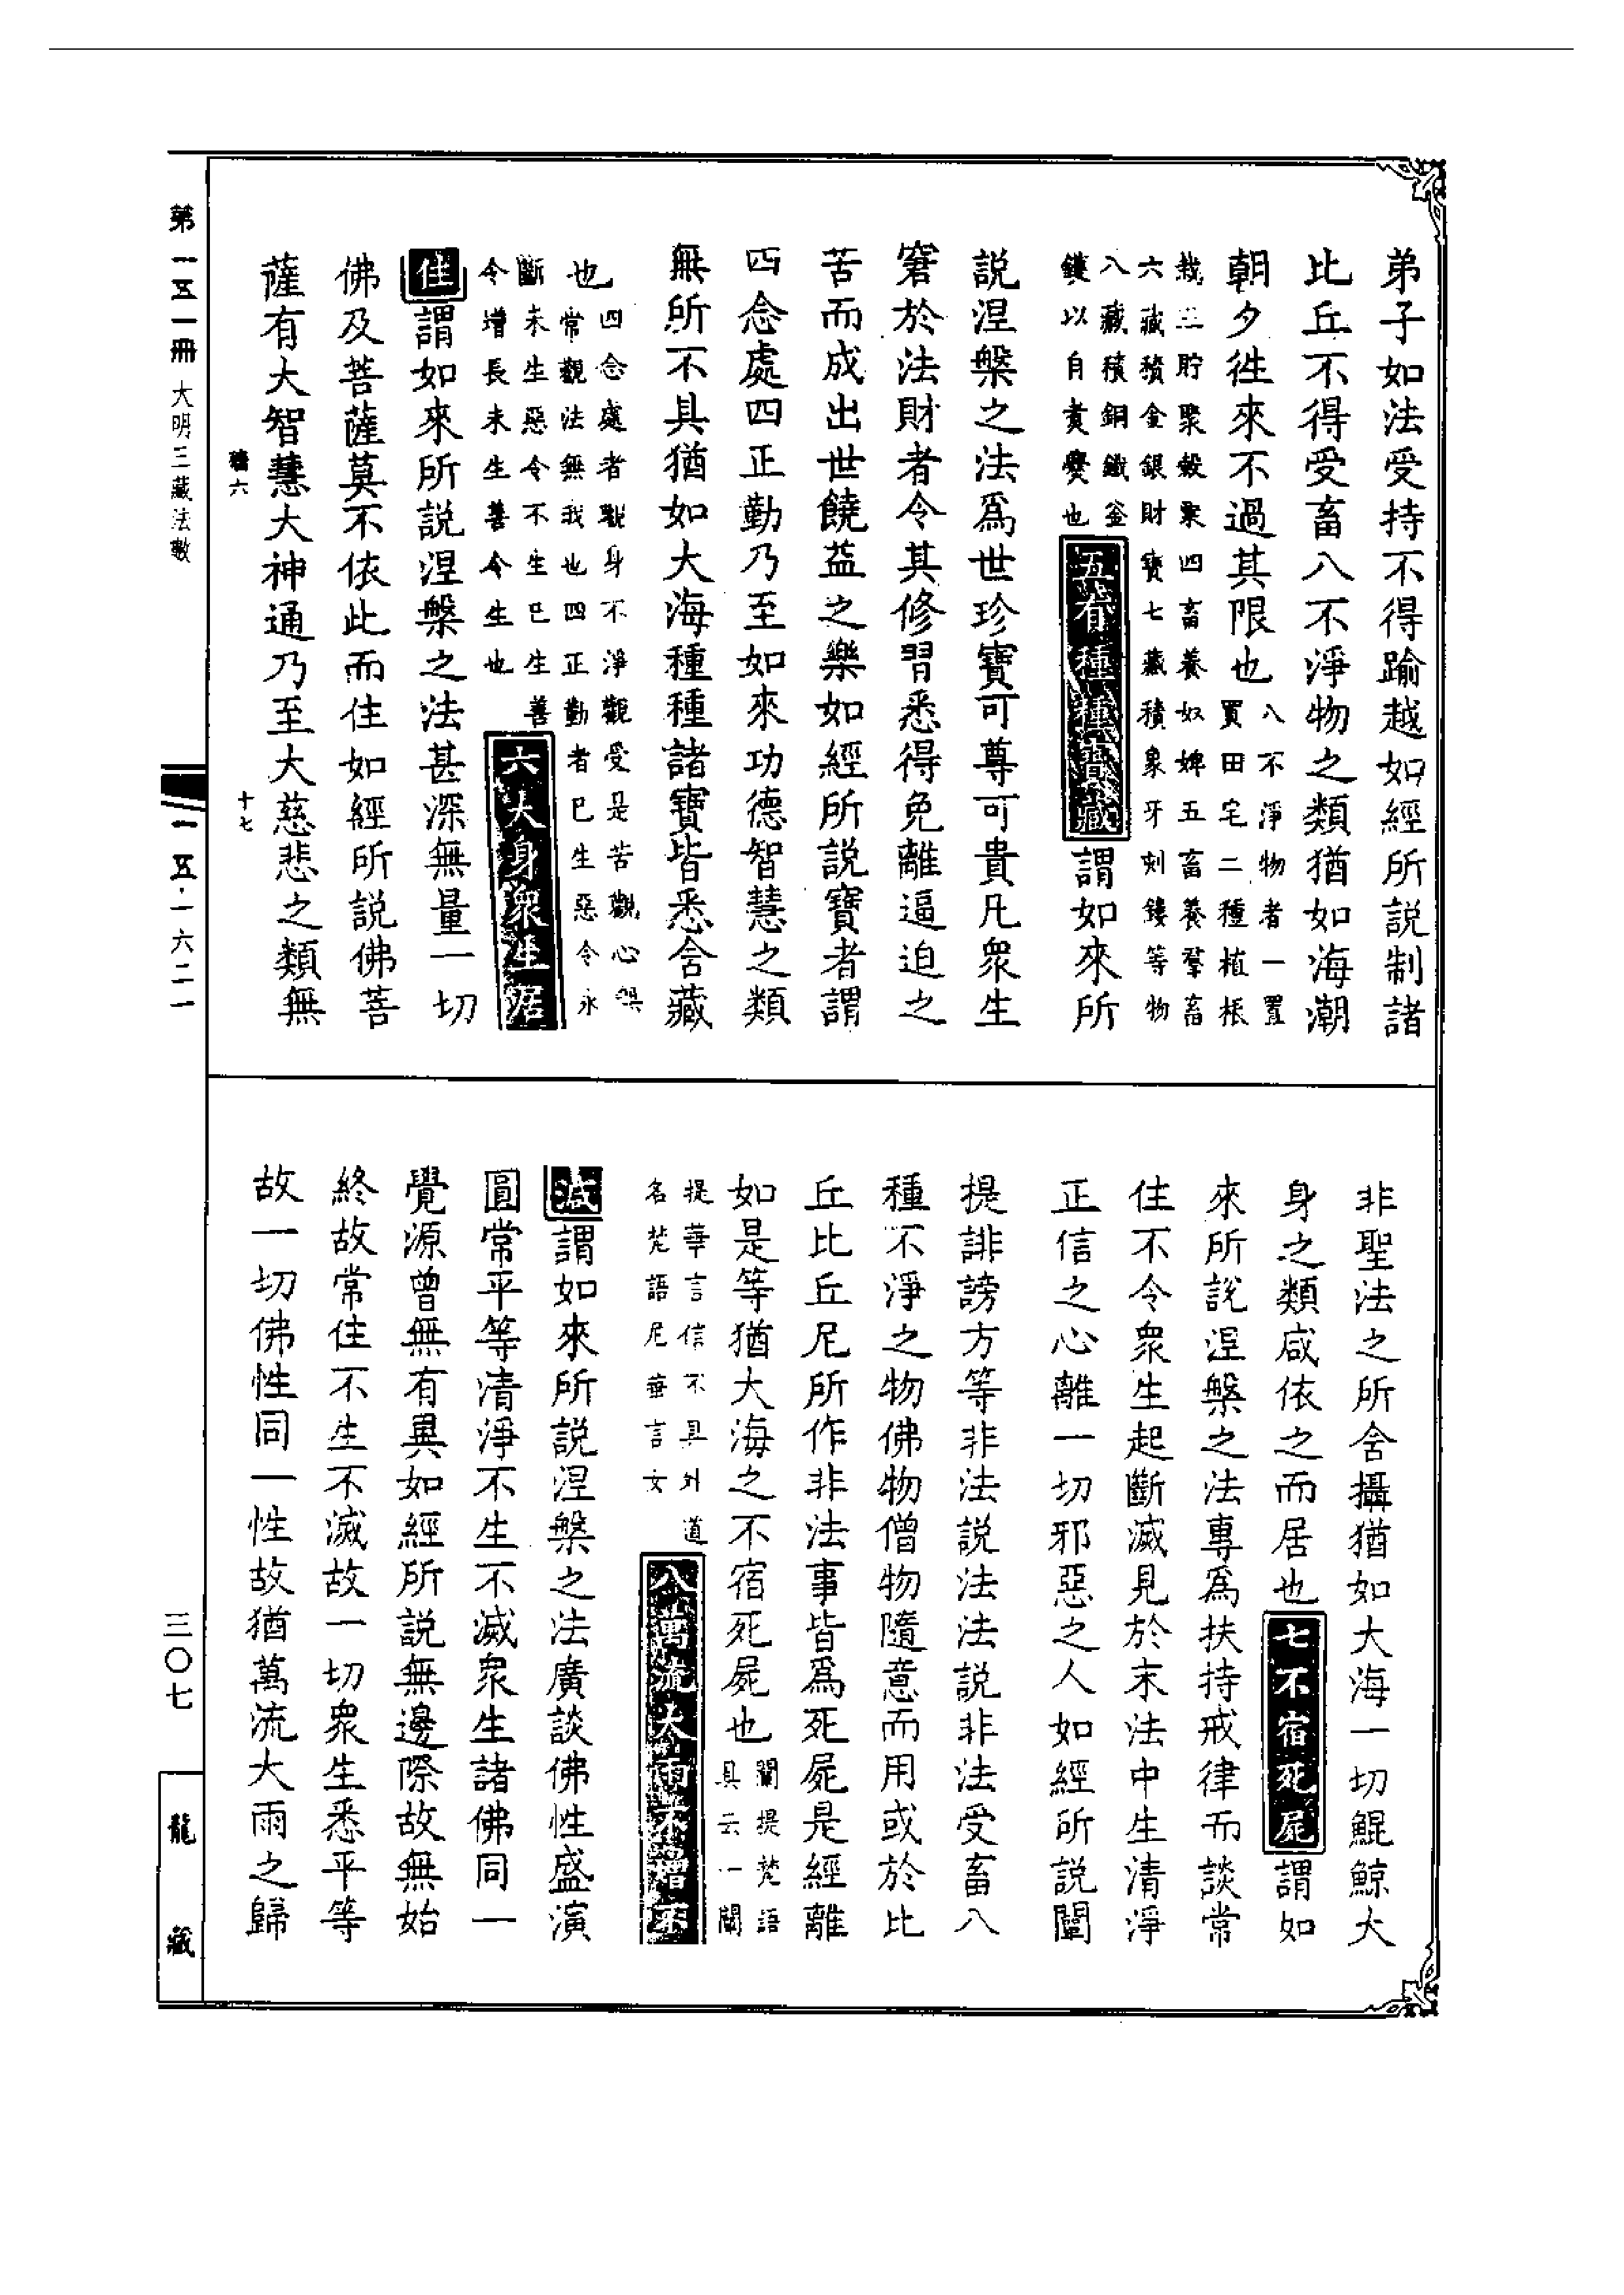 弟子如法受持不得踰越如經所説制諸
比丘不得受畜八不淨物之類猶如海潮
朝夕徃來不過其限也
八不淨物者一置
買田宅二種植根
栽三貯聚穀粟四畜養奴婢五畜養羣畜
六藏積金銀財寶七藏積象牙刻鏤等物
八藏積銅鐵釜
鑊以自煑爨也
五有種種寶藏
謂如來所
説涅槃之法爲世珍寶可尊可貴凡衆生
窘於法財者令其修習悉得免離逼迫之
苦而成出世饒益之樂如經所説寶者謂
四念處四正勤乃至如來功德智慧之類
無所不具猶如大海種種諸寶皆悉含藏
也
四念處者觀身不淨觀受是苦觀心無
常觀法無我也四正勤者已生惡令永
斷未生惡令不生已生善
令增長未生善令生也
六大身衆生居
住
謂如來所説涅槃之法甚深無量一切
佛及菩薩莫不依此而住如經所説佛菩
薩有大智慧大神通乃至大慈悲之類無
非聖法之所含攝猶如大海一切鯤鯨大
身之類咸依之而居也
七不宿死屍
謂如
來所説涅槃之法專爲扶持戒律而談常
住不令衆生起斷滅見於末法中生清淨
正信之心離一切邪惡之人如經所説闡
提誹謗方等非法説法法説非法受畜八
種不淨之物佛物僧物隨意而用或於比
丘比丘尼所作非法事皆爲死屍是經離
如是等猶大海之不宿死屍也
闡提梵語
具云一闡
提華言信不具外道
名梵語尼華言女
八萬流大雨不增不
減
謂如來所説涅槃之法廣談佛性盛演
圓常平等清淨不生不滅衆生諸佛同一
覺源曾無有異如經所説無邊際故無始
終故常住不生不滅故一切衆生悉平等
故一切佛性同一性故猶萬流大雨之歸
第一五一冊
大明三藏法數
六
十七
一五·一六二一
三〇七
龍藏